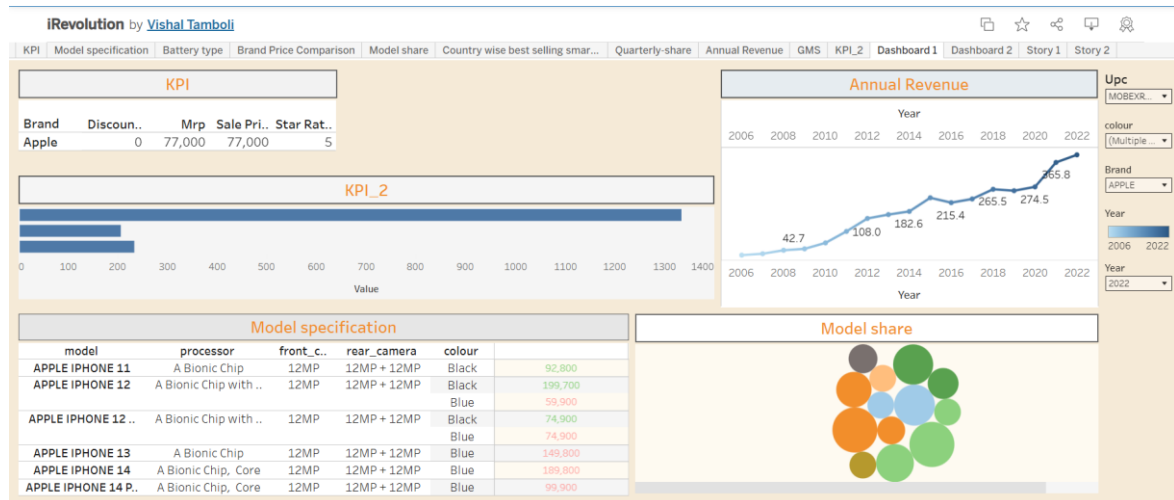 iRevolution by Vishal Tamboli
KPI Model specification Battery type Brand Price Comparison Model share Country wise best selling smar... Quarterly-share Annual Revenue GMS KPI_2 Dashboard 1 Dashboard 2 Story 1 Story 2
KPI
Brand Discoun.. Mrp Sale Pri.. Star Rat..
Apple 0 77,000 77,000 5
KPI_2
0 100 200 300 400 500 600 700 800 900 1000 1100 1200 1300 1400
Value
Annual Revenue
Year
2006 2008 2010 2012 2014 2016 2018 2020 2022
42.7 108.0 182.6 215.4 265.5 274.5 365.8
2006 2008 2010 2012 2014 2016 2018 2020 2022
Year
Upc
MOBEXR...
colour
(Multiple ...
Brand
APPLE
Year
2006 2022
Year
2022
Model specification
model processor front_c.. rear_camera colour
APPLE IPHONE 11 A Bionic Chip 12MP 12MP + 12MP Black 92,800
APPLE IPHONE 12 A Bionic Chip with .. 12MP 12MP + 12MP Black 199,700
Blue 59,900
APPLE IPHONE 12 .. A Bionic Chip with .. 12MP 12MP + 12MP Black 74,900
Blue 74,900
APPLE IPHONE 13 A Bionic Chip 12MP 12MP + 12MP Blue 149,800
APPLE IPHONE 14 A Bionic Chip, Core 12MP 12MP + 12MP Blue 189,800
APPLE IPHONE 14 P.. A Bionic Chip, Core 12MP 12MP + 12MP Blue 99,900
Model share